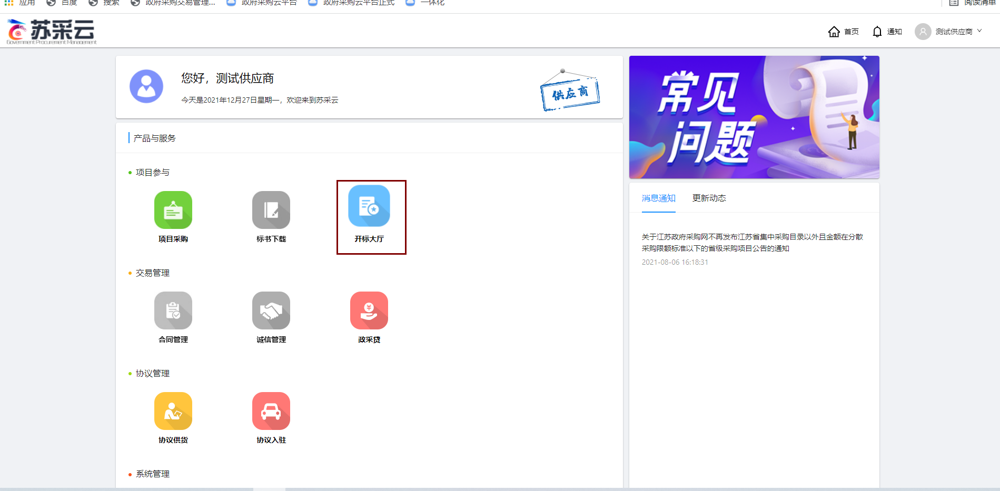 应用 百度 搜索 政府采购交易管理... 政府采购云平台 政府采购云平台正式 一体化 阅读清单
苏采云
Government Procurement Management
首页 通知 测试供应商
您好，测试供应商
今天是2021年12月27日星期一，欢迎来到苏采云
供应商
常见
问题
产品与服务
项目参与
项目采购 标书下载 开标大厅
交易管理
合同管理 诚信管理 政采贷
协议管理
协议供货 协议入驻
系统管理
消息通知 更新动态
关于江苏政府采购网不再发布江苏省集中采购目录以外且金额在分散
采购限额标准以下的省级采购项目公告的通知
2021-08-06 16:18:31